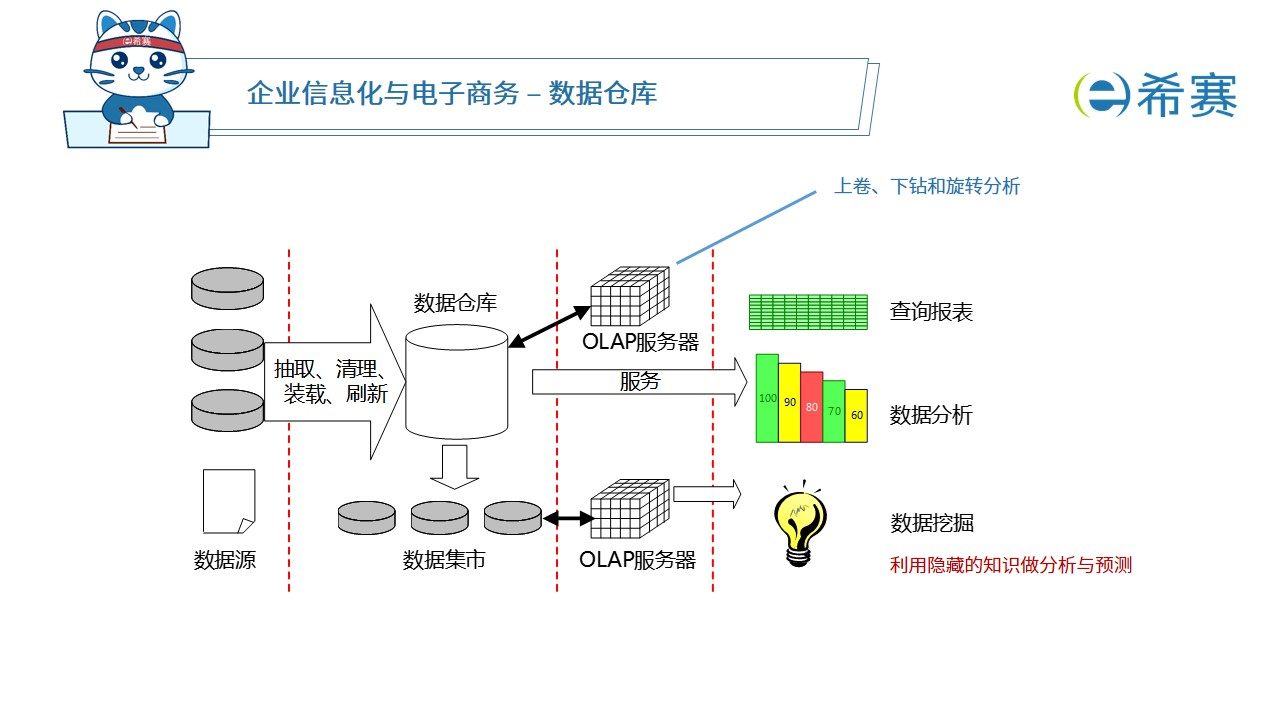 希赛
企业信息化与电子商务 – 数据仓库
希赛
上卷、下钻和旋转分析
数据仓库
抽取、清理、
装载、刷新
OLAP服务器
服务
查询报表
100
90
80
70
60
数据分析
数据源
数据集市
OLAP服务器
数据挖掘
利用隐藏的知识做分析与预测